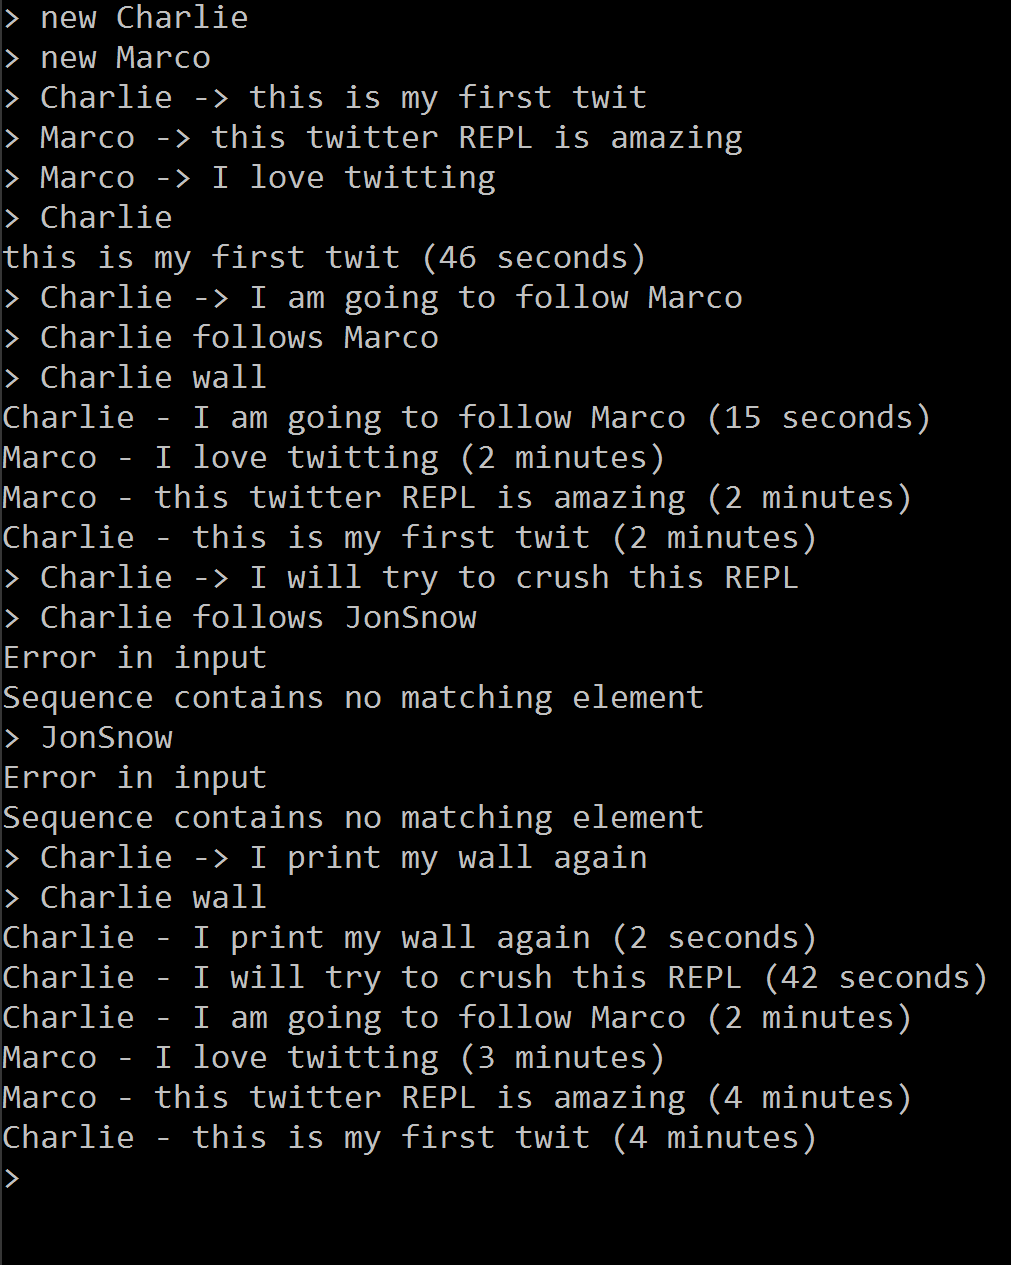 > new Charlie
> new Marco
> Charlie -> this is my first twit
> Marco -> this twitter REPL is amazing
> Marco -> I love twitting
> Charlie
this is my first twit (46 seconds)
> Charlie -> I am going to follow Marco
> Charlie follows Marco
> Charlie wall
Charlie - I am going to follow Marco (15 seconds)
Marco - I love twitting (2 minutes)
Marco - this twitter REPL is amazing (2 minutes)
Charlie - this is my first twit (2 minutes)
> Charlie -> I will try to crush this REPL
> Charlie follows JonSnow
Error in input
Sequence contains no matching element
> JonSnow
Error in input
Sequence contains no matching element
> Charlie -> I print my wall again
> Charlie wall
Charlie - I print my wall again (2 seconds)
Charlie - I will try to crush this REPL (42 seconds)
Charlie - I am going to follow Marco (2 minutes)
Marco - I love twitting (3 minutes)
Marco - this twitter REPL is amazing (4 minutes)
Charlie - this is my first twit (4 minutes)
>